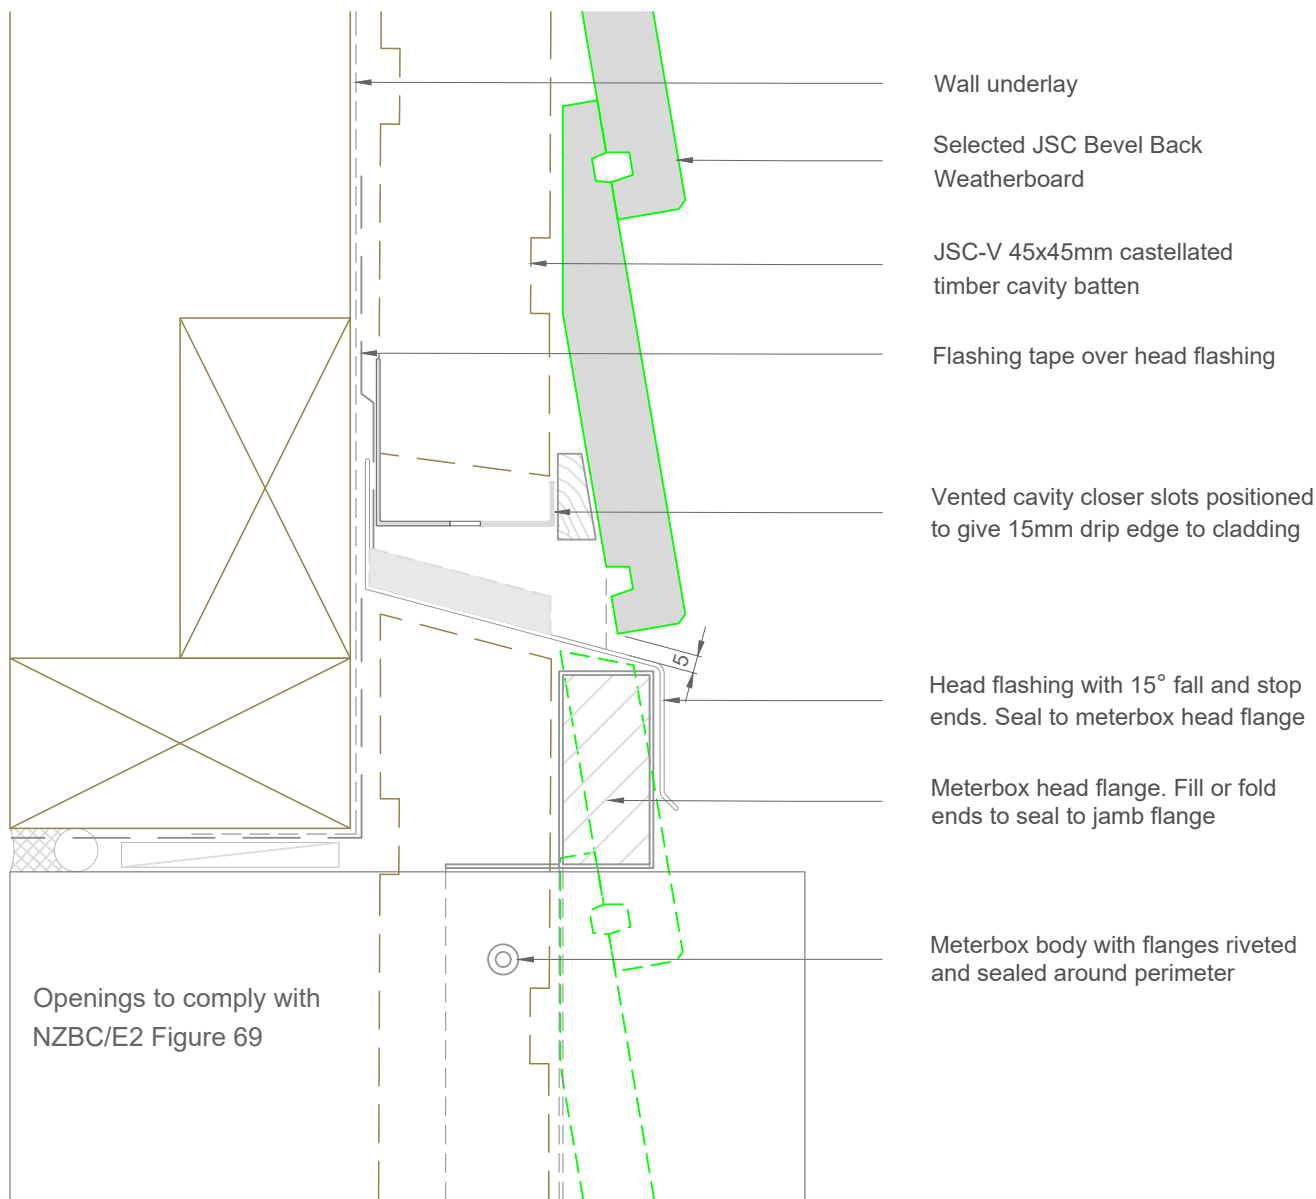 Wall underlay
Selected JSC Bevel Back
Weatherboard
JSC-V 45x45mm castellated
timber cavity batten
Flashing tape over head flashing
Vented cavity closer slots positioned
to give 15mm drip edge to cladding
5
Head flashing with 15° fall and stop
ends. Seal to meterbox head flange
Meterbox head flange. Fill or fold
ends to seal to jamb flange
Meterbox body with flanges riveted
and sealed around perimeter
Openings to comply with
NZBC/E2 Figure 69